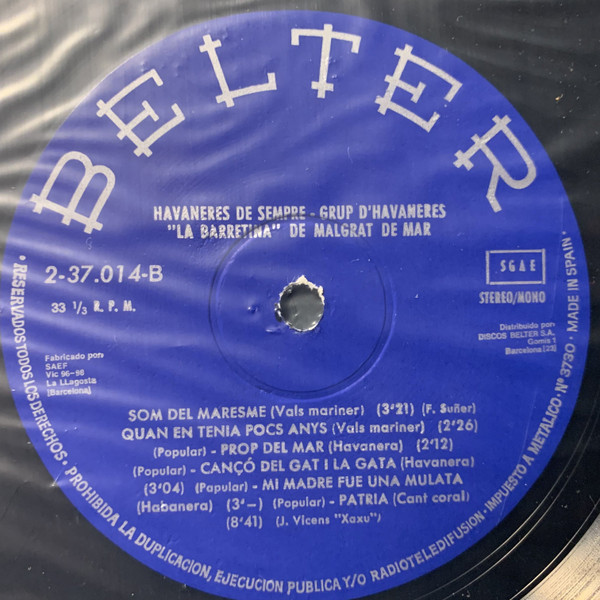 BELTER
HAVANERES DE SEMPRE - GRUP D'HAVANERES
"LA BARRETINA" DE MALGRAT DE MAR
2-37.014-B
33 1/3 R. P. M.
SGAE
STEREO/MONO
Fabricado por:
SAEF
Vic 96-98
La LLagosta
(Barcelona)
Distribuido por:
DISCOS BELTER S.A.
Gomis 1
Barcelona (23)
SOM DEL MARESME (Vals mariner) (3'21) (F. Suñer)
QUAN EN TENIA POCS ANYS (Vals mariner) (2'26)
(Popular) - PROP DEL MAR (Havanera) (2'12)
(Popular) - CANÇÓ DEL GAT I LA GATA (Havanera)
(3'04) (Papular) - MI MADRE FUE UNA MULATA
(Habanera) (3'-) (Popular) - PATRIA (Cant coral)
(8'41) (J. Vicens "Xaxu")
• RESERVADOS TODOS LOS DERECHOS • PROHIBIDA LA DUPLICACION, EJECUCION PUBLICA Y/O RADIOTELEDIFUSION - IMPUESTO A METALICO: Nº 3730 • MADE IN SPAIN •